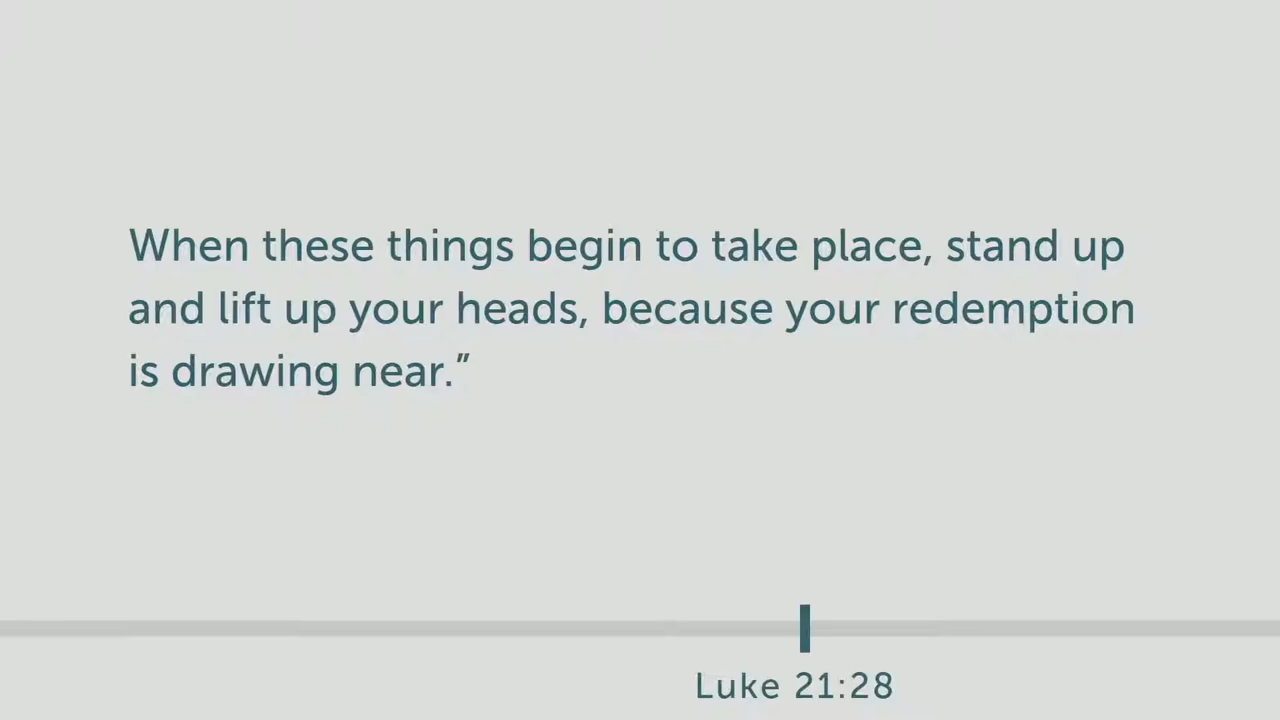 When these things begin to take place, stand up
and lift up your heads, because your redemption
is drawing near.”
Luke 21:28